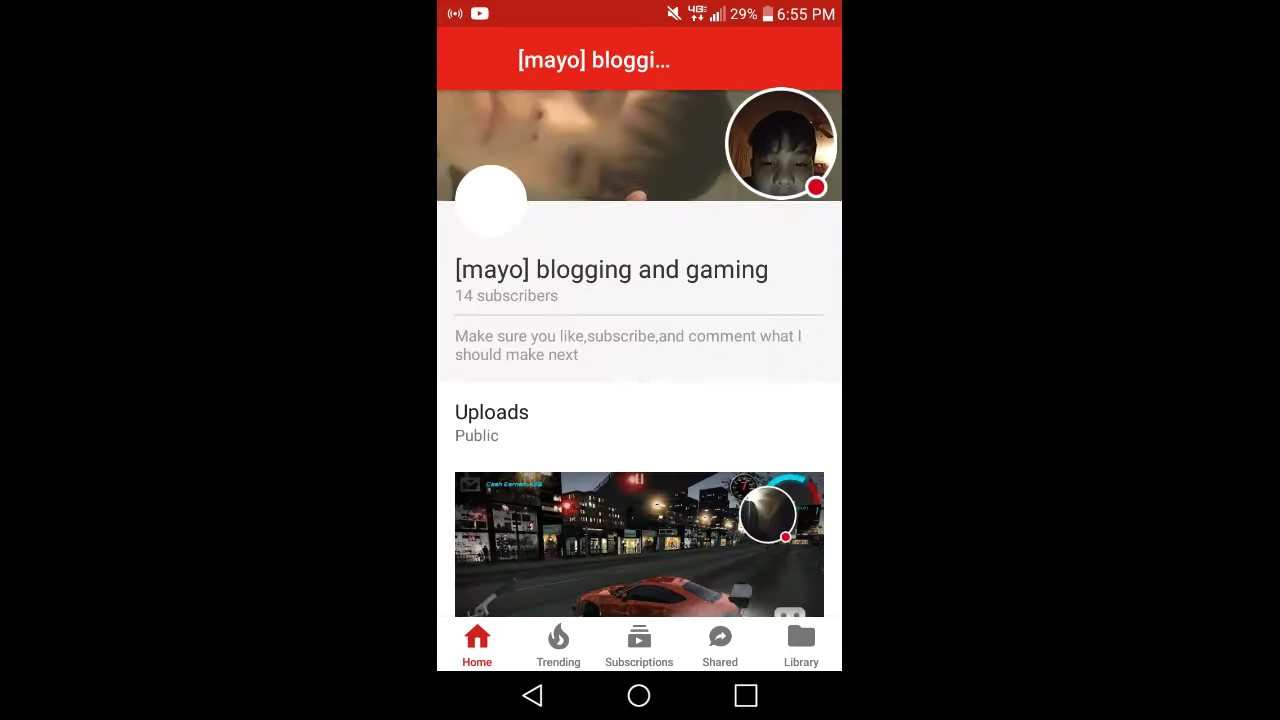 4G 29% 6:55 PM
[mayo] bloggi...
[mayo] blogging and gaming
14 subscribers
Make sure you like,subscribe,and comment what I
should make next
Uploads
Public
Home Trending Subscriptions Shared Library